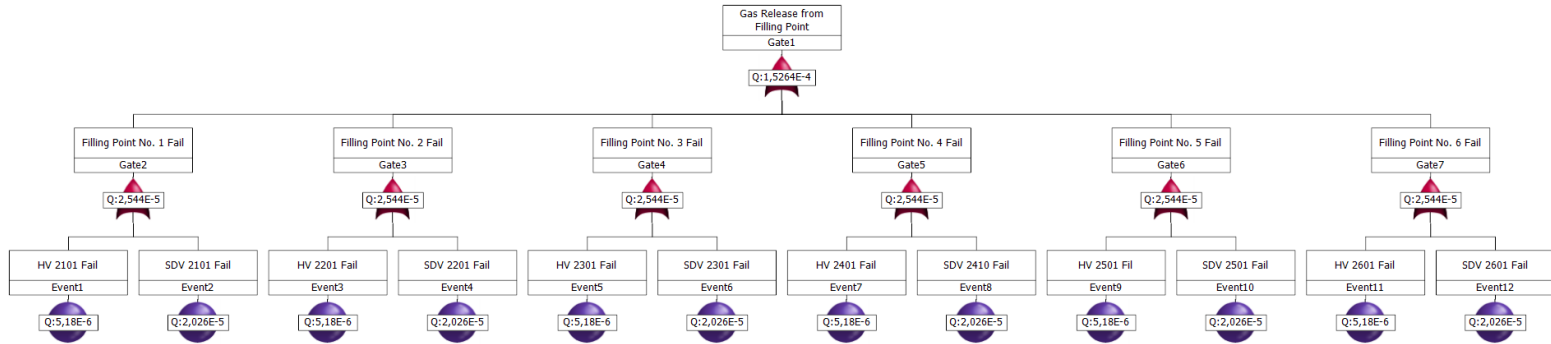 Gas Release from
Filling Point
Gate1
Q:1,5264E-4
Filling Point No. 1 Fail
Gate2
Q:2,544E-5
Filling Point No. 2 Fail
Gate3
Q:2,544E-5
Filling Point No. 3 Fail
Gate4
Q:2,544E-5
Filling Point No. 4 Fail
Gate5
Q:2,544E-5
Filling Point No. 5 Fail
Gate6
Q:2,544E-5
Filling Point No. 6 Fail
Gate7
Q:2,544E-5
HV 2101 Fail
Event1
Q:5,18E-6
SDV 2101 Fail
Event2
Q:2,026E-5
HV 2201 Fail
Event3
Q:5,18E-6
SDV 2201 Fail
Event4
Q:2,026E-5
HV 2301 Fail
Event5
Q:5,18E-6
SDV 2301 Fail
Event6
Q:2,026E-5
HV 2401 Fail
Event7
Q:5,18E-6
SDV 2410 Fail
Event8
Q:2,026E-5
HV 2501 Fil
Event9
Q:5,18E-6
SDV 2501 Fail
Event10
Q:2,026E-5
HV 2601 Fail
Event11
Q:5,18E-6
SDV 2601 Fail
Event12
Q:2,026E-5